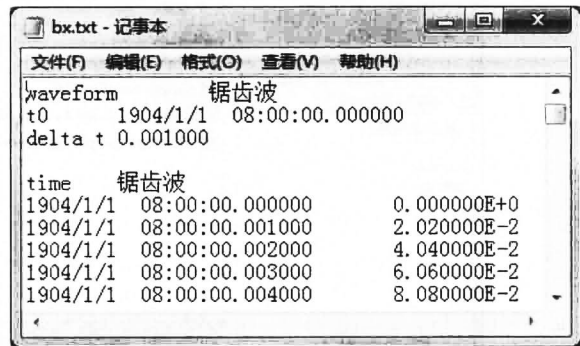 bx.txt - 记事本
文件(F) 编辑(E) 格式(O) 查看(V) 帮助(H)
waveform 锯齿波
t0 1904/1/1 08:00:00.000000
delta t 0.001000
time 锯齿波
1904/1/1 08:00:00.000000 0.000000E+0
1904/1/1 08:00:00.001000 2.020000E-2
1904/1/1 08:00:00.002000 4.040000E-2
1904/1/1 08:00:00.003000 6.060000E-2
1904/1/1 08:00:00.004000 8.080000E-2